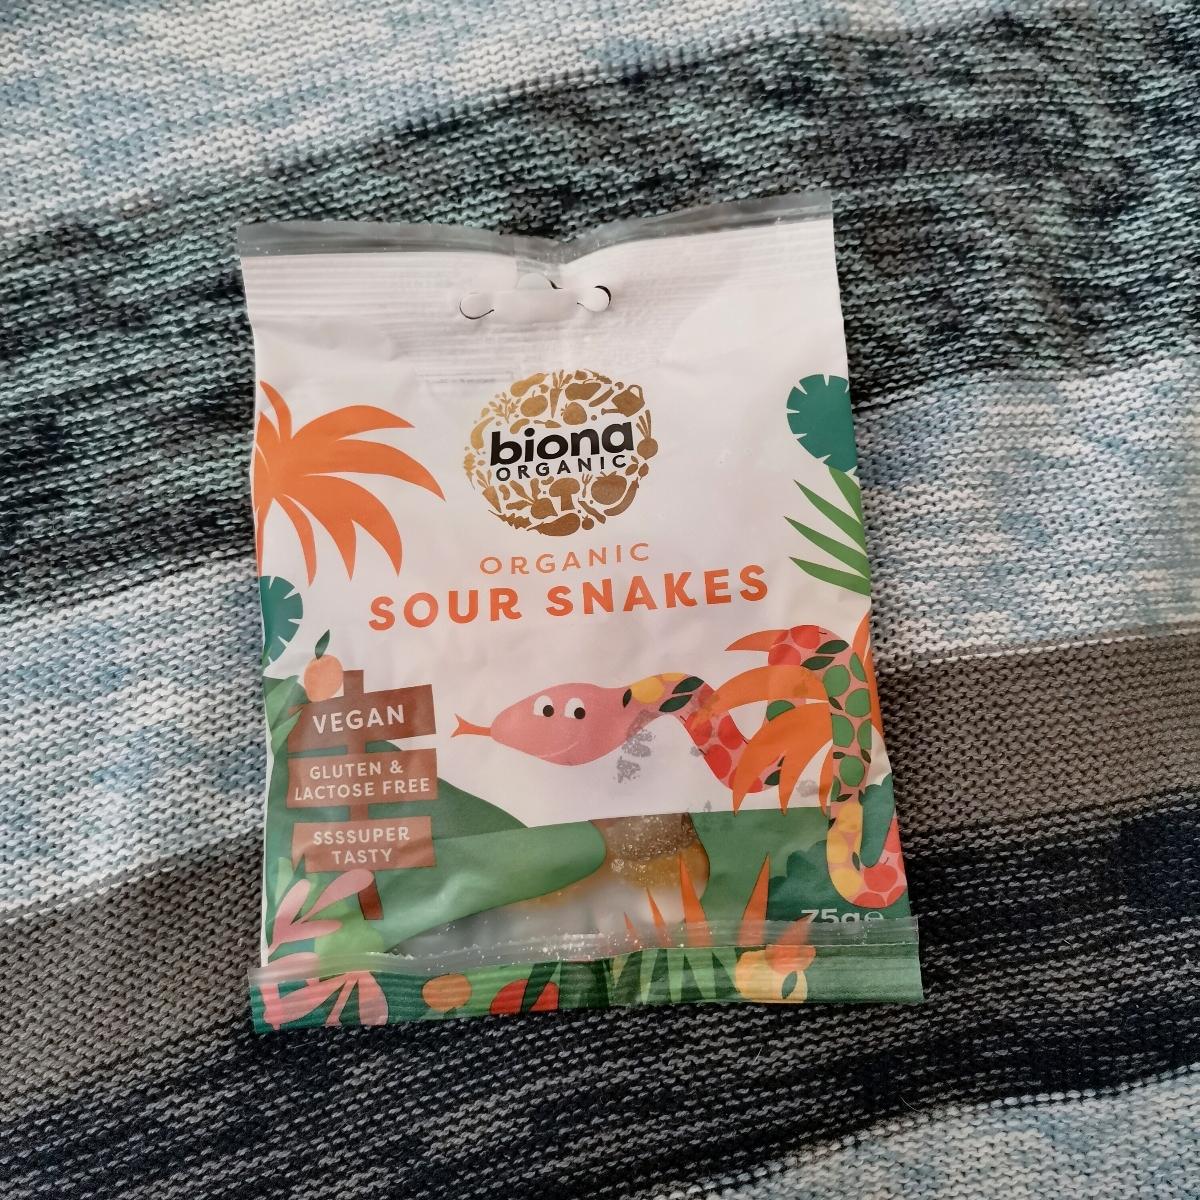 biona
ORGANIC
ORGANIC
SOUR SNAKES
VEGAN
GLUTEN &
LACTOSE FREE
SSSSUPER
TASTY
75g℮